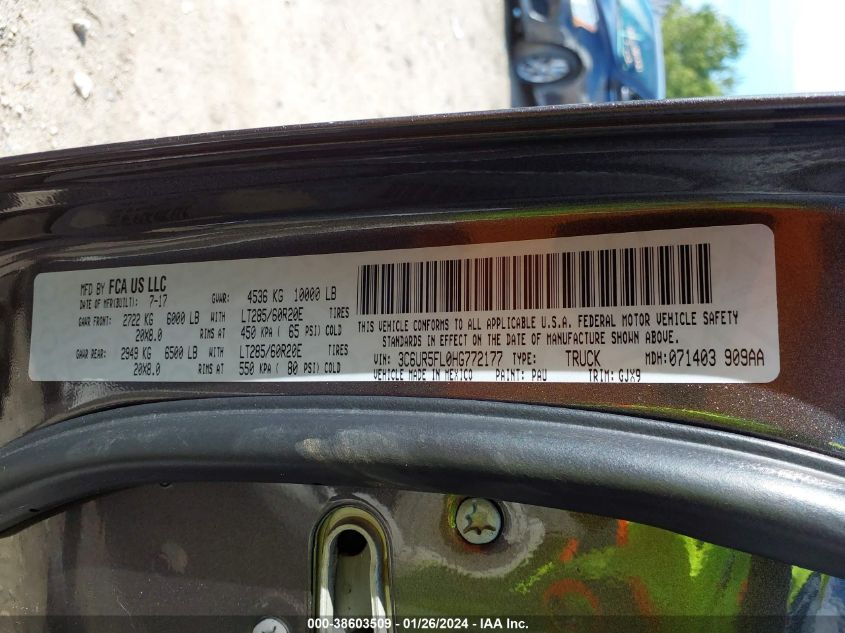 MFD BY FCA US LLC
DATE OF MFR(BUILT): 7-17 GVWR: 4536 KG 10000 LB
GAWR FRONT: 2722 KG 6000 LB WITH LT285/60R20E TIRES
20X8.0 RIMS AT 450 KPA ( 65 PSI) COLD
GAWR REAR: 2949 KG 6500 LB WITH LT285/60R20E TIRES
20X8.0 RIMS AT 550 KPA ( 80 PSI) COLD
THIS VEHICLE CONFORMS TO ALL APPLICABLE U.S.A. FEDERAL MOTOR VEHICLE SAFETY
STANDARDS IN EFFECT ON THE DATE OF MANUFACTURE SHOWN ABOVE.
VIN: 3C6UR5FL0HG772177 TYPE: TRUCK MDH: 071403 909AA
VEHICLE MADE IN MEXICO PAINT: PAU TRIM: GJX9
000-38603509 - 01/26/2024 - IAA Inc.